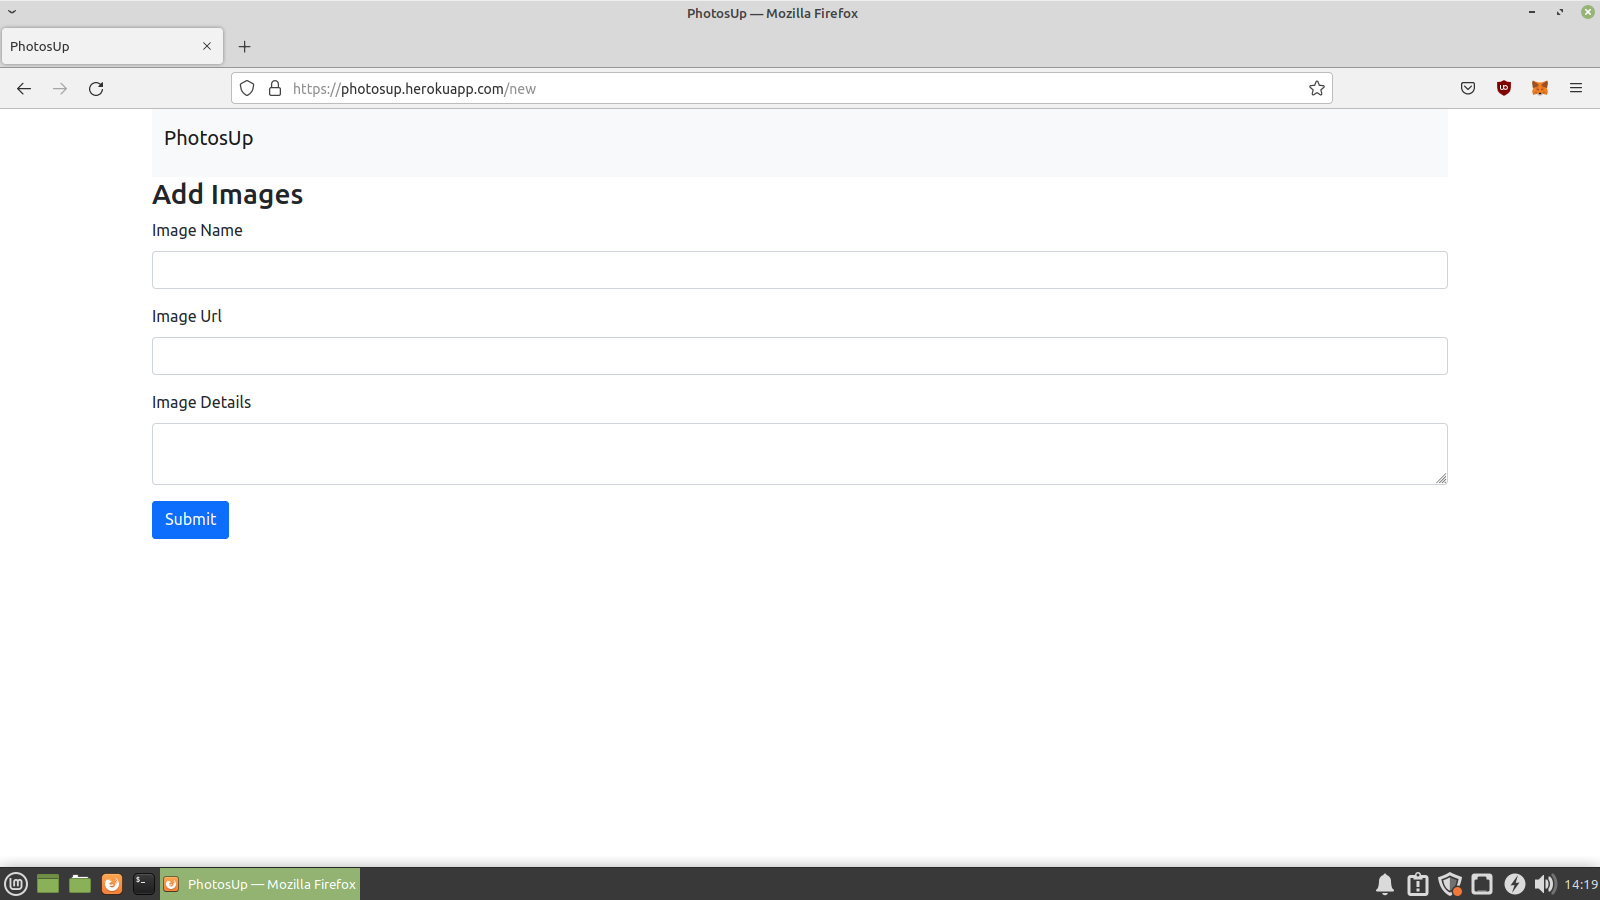 PhotosUp — Mozilla Firefox
PhotosUp
https://photosup.herokuapp.com/new
PhotosUp
Add Images
Image Name
Image Url
Image Details
Submit
PhotosUp — Mozilla Firefox
14:19